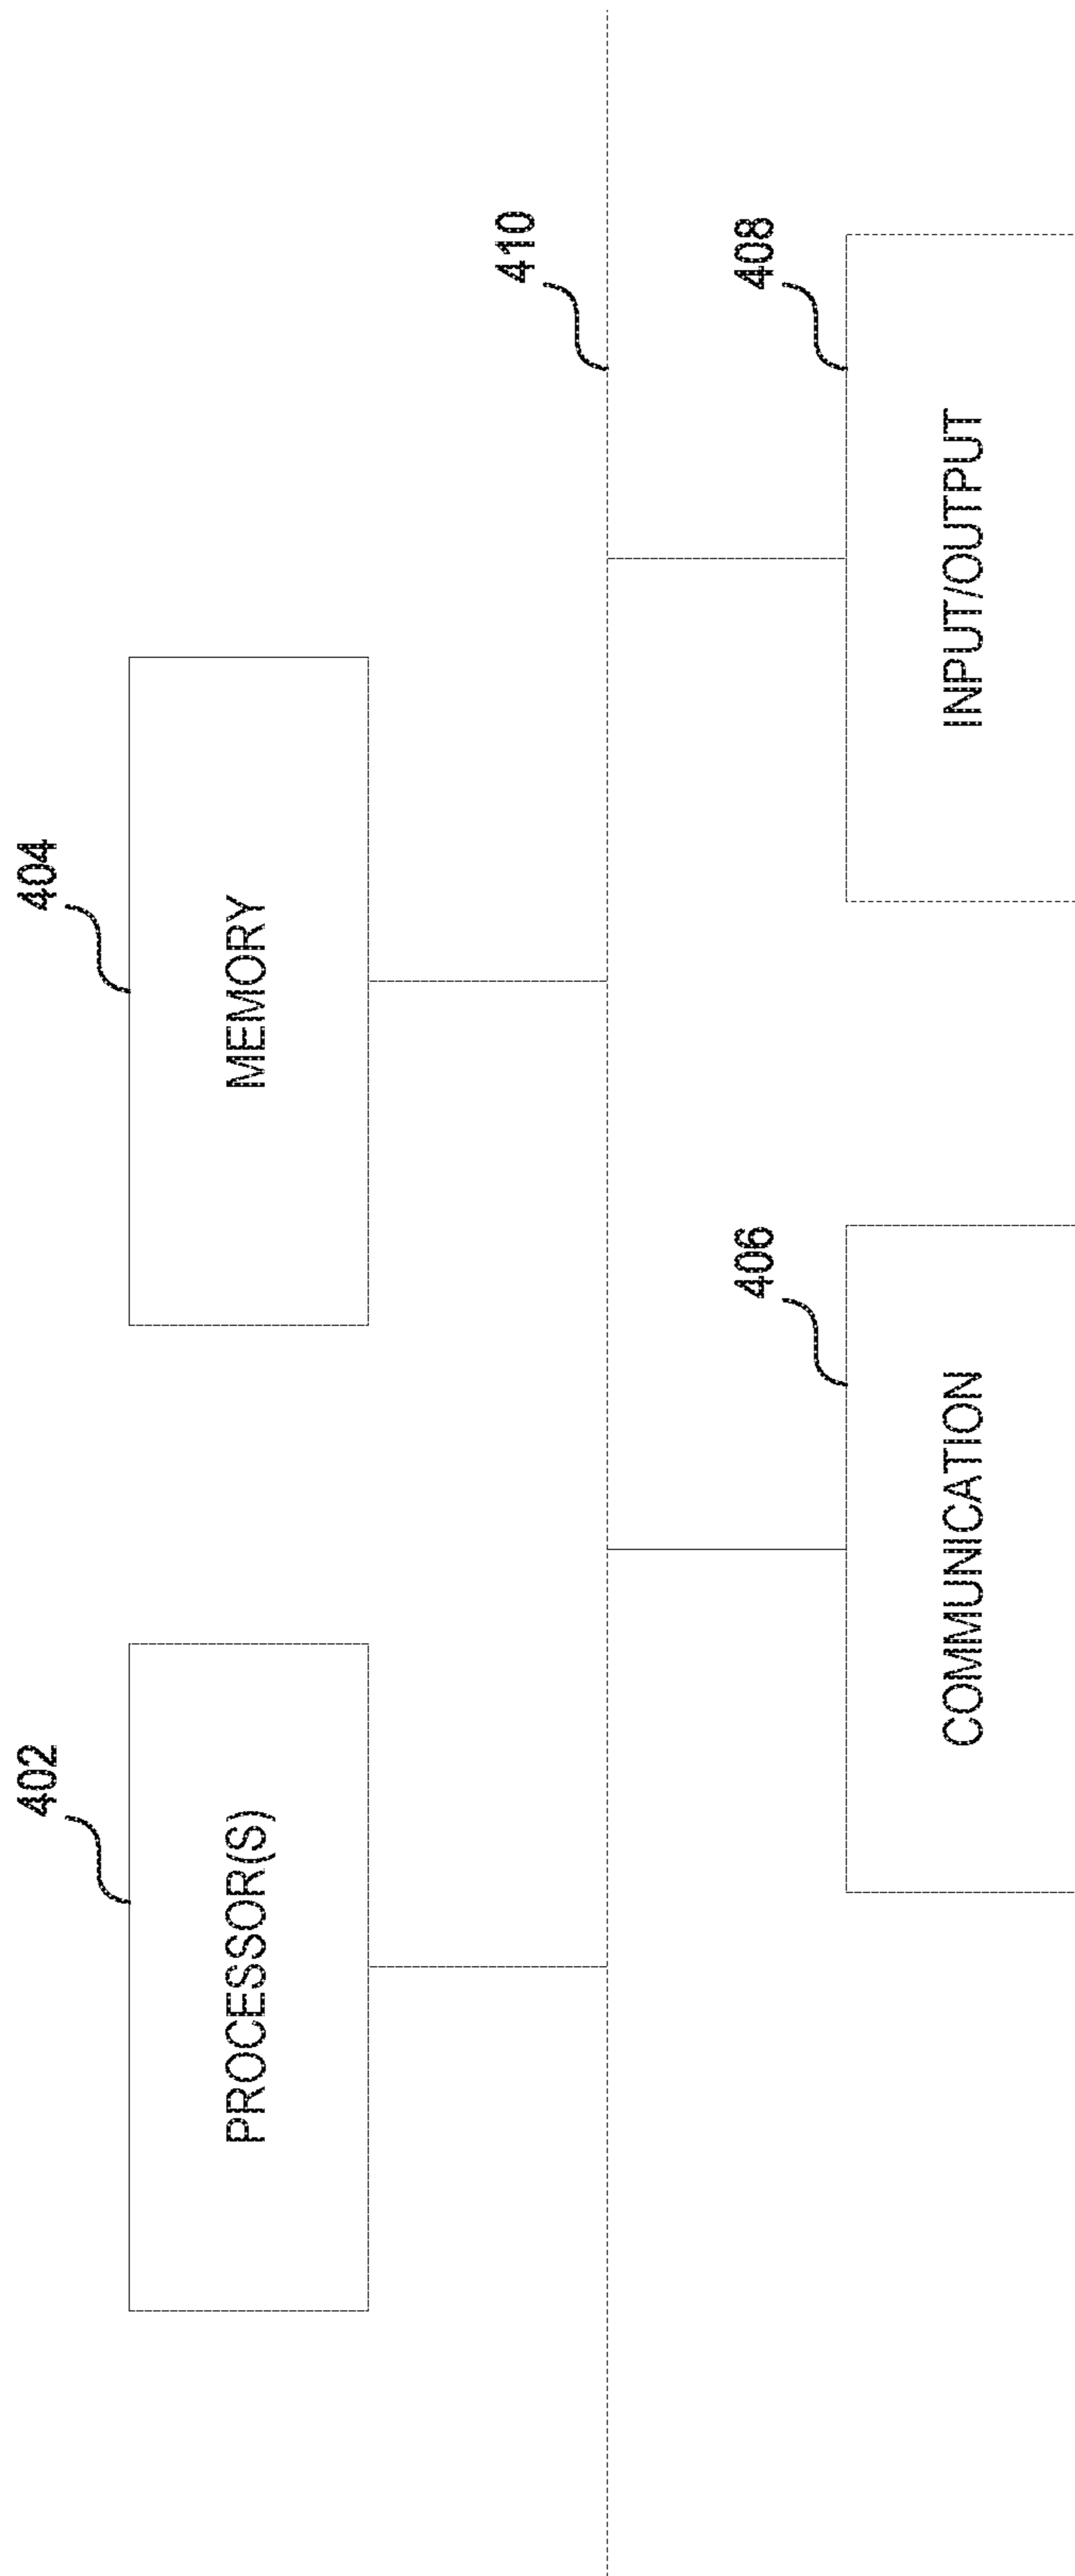 402
PROCESSOR(S)
404
MEMORY
410
406
COMMUNICATION
408
INPUT/OUTPUT